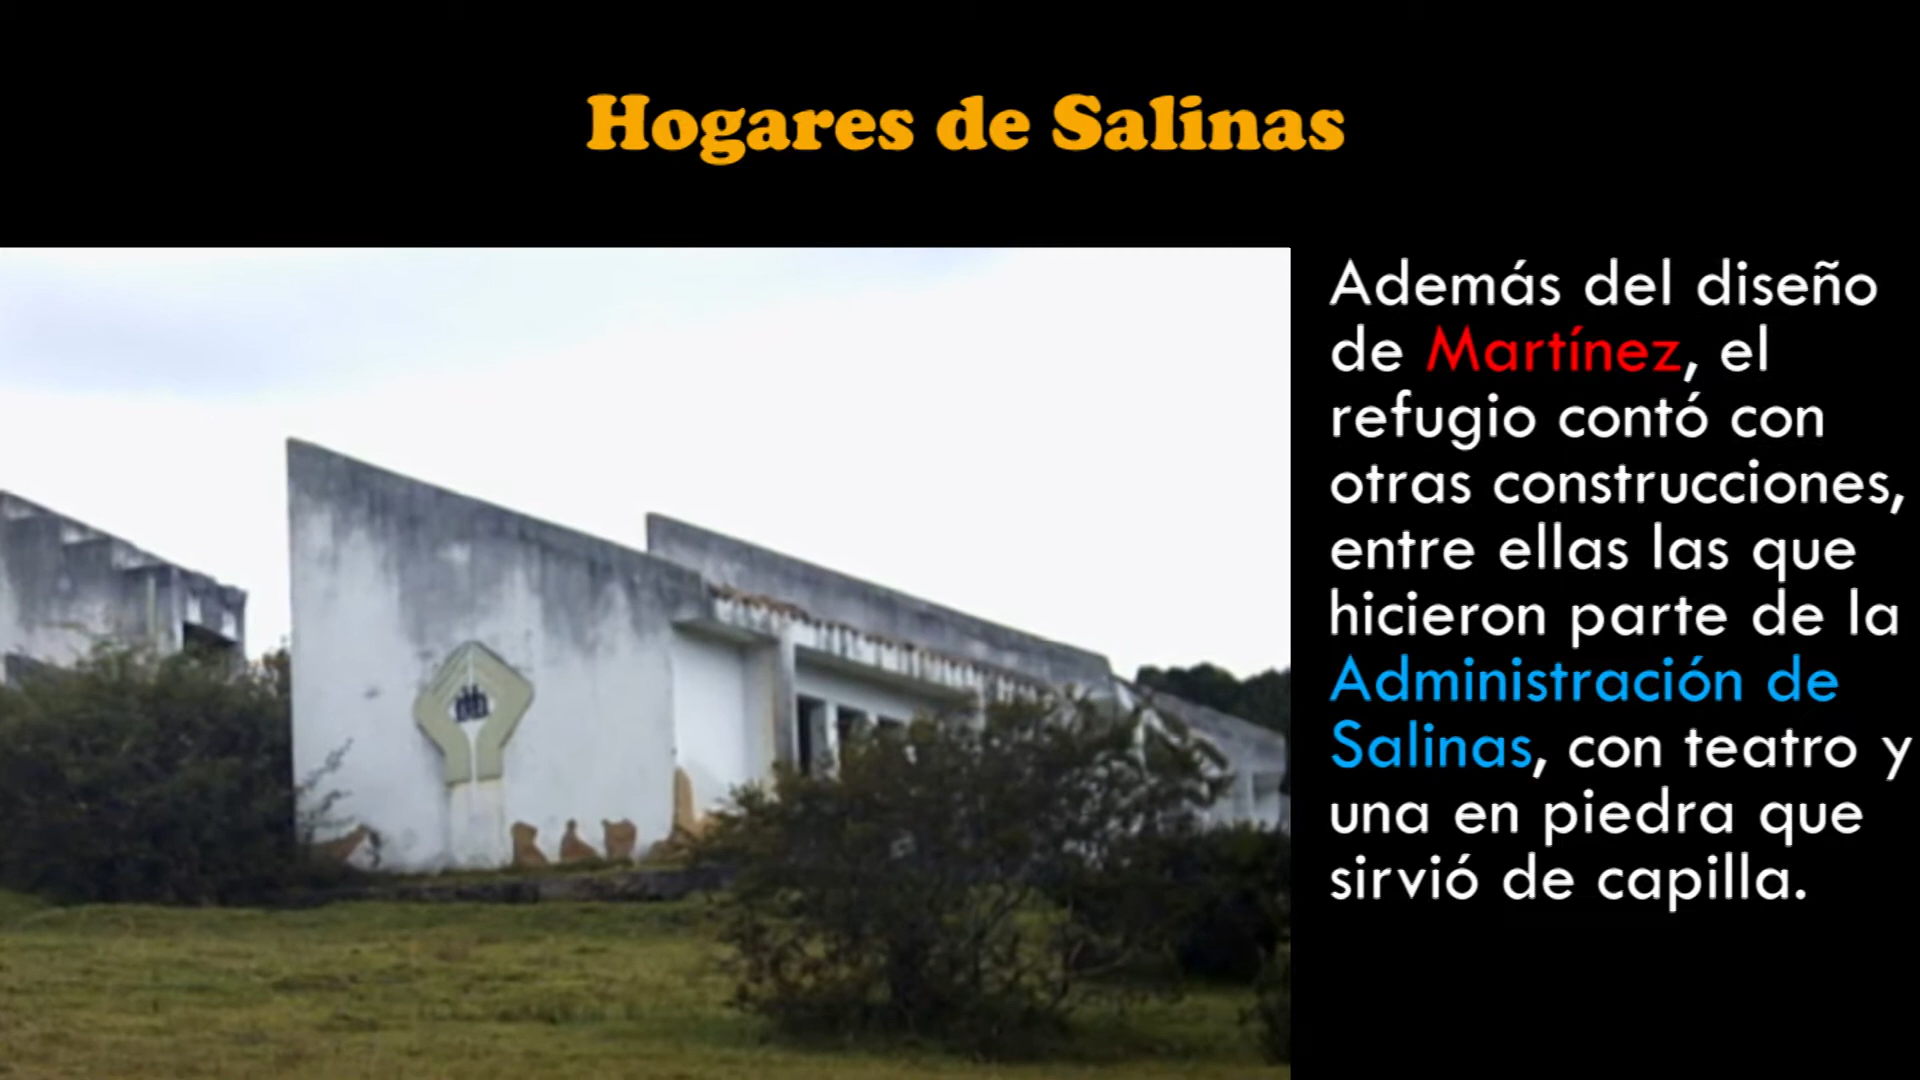 Hogares de Salinas
Además del diseño
de Martínez, el
refugio contó con
otras construcciones,
entre ellas las que
hicieron parte de la
Administración de
Salinas, con teatro y
una en piedra que
sirvió de capilla.